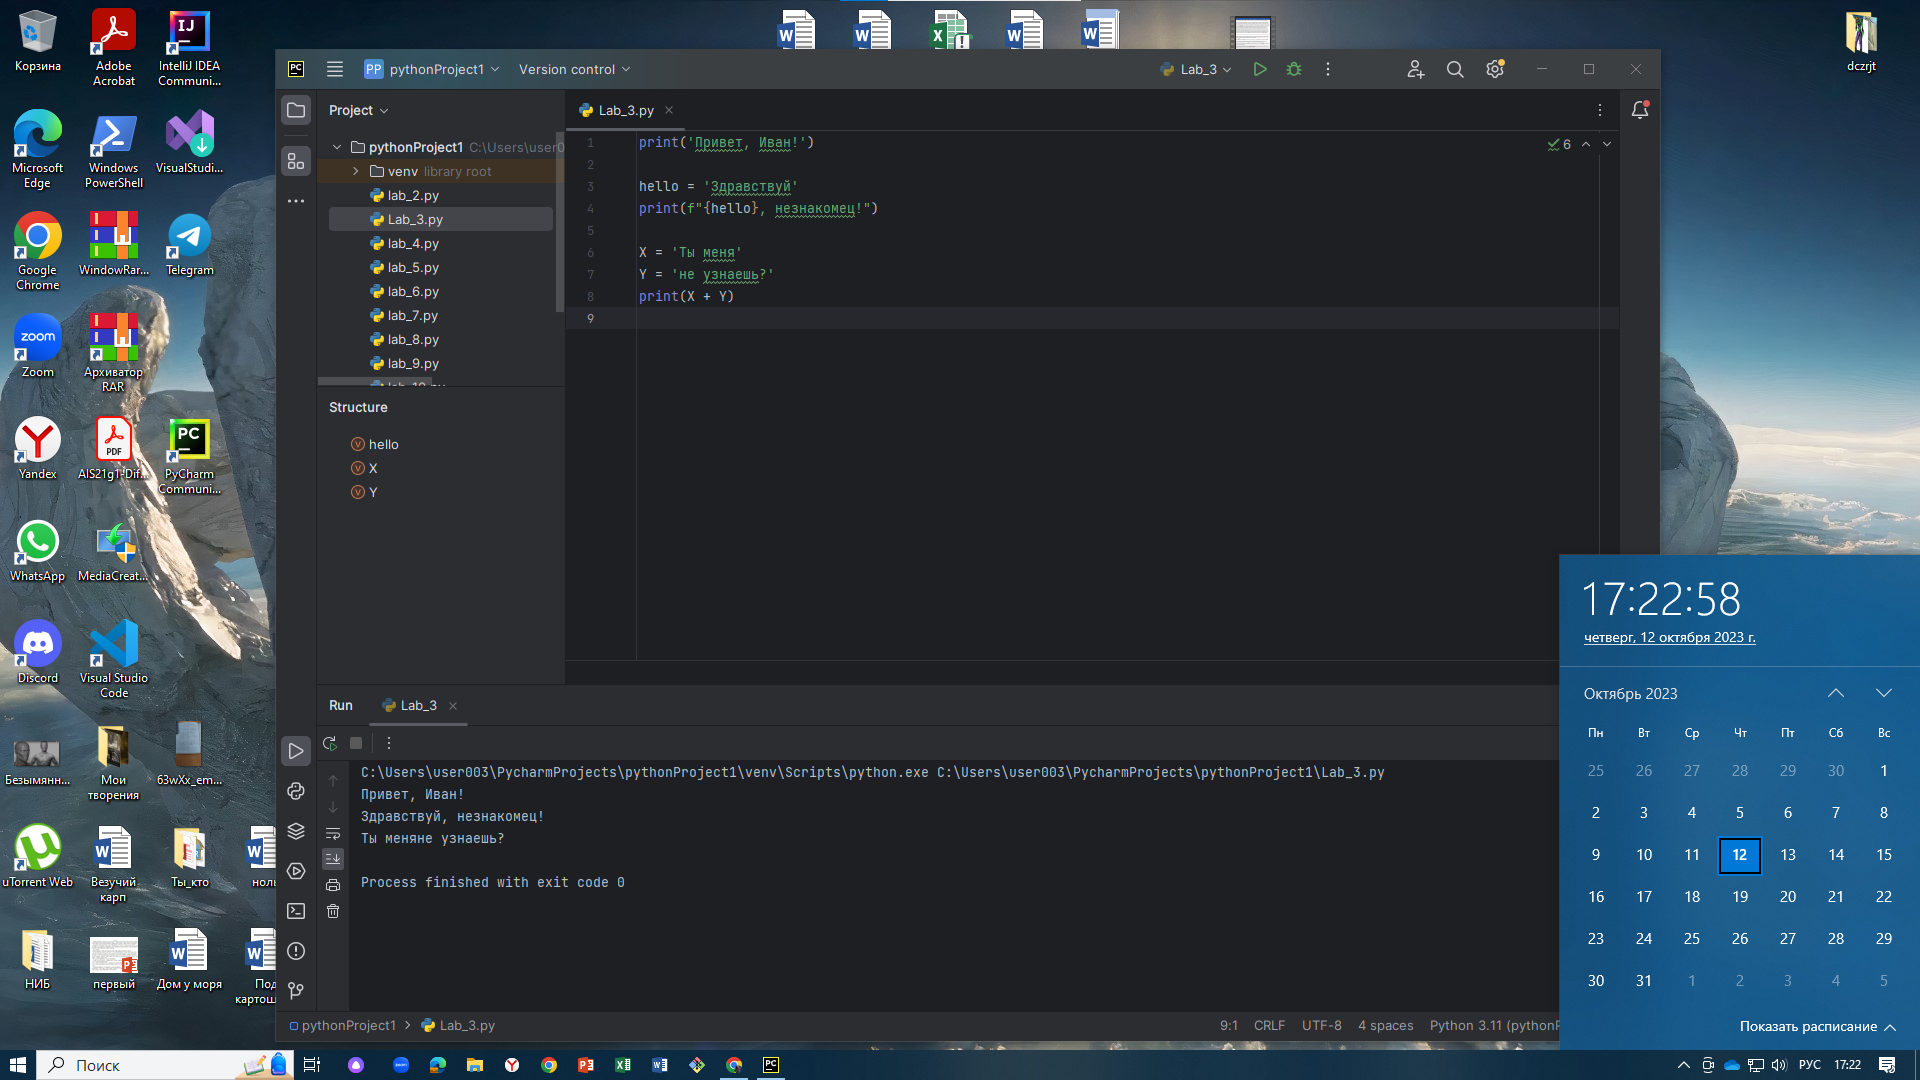 Корзина
Adobe Acrobat
IntelliJ IDEA Communi...
Microsoft Edge
Windows PowerShell
VisualStudi...
Google Chrome
WindowRar...
Telegram
zoom
Zoom
Архиватор RAR
Yandex
PDF
AIS21g1-Dif...
PC
PyCharm Communi...
WhatsApp
MediaCreat...
Discord
Visual Studio Code
Безымянн...
Мои творения
63wXx_em...
uTorrent Web
Везучий карп
Ты_кто
ноль
НИБ
первый
Дом у моря
Под картош
dczrjt
PC
PP pythonProject1
Version control
Lab_3
Project
Lab_3.py
pythonProject1 C:\Users\user0
venv library root
lab_2.py
Lab_3.py
lab_4.py
lab_5.py
lab_6.py
lab_7.py
lab_8.py
lab_9.py
lab_10.py
Structure
hello
X
Y
1 print('Привет, Иван!')
2
3 hello = 'Здравствуй'
4 print(f"{hello}, незнакомец!")
5
6 X = 'Ты меня'
7 Y = 'не узнаешь?'
8 print(X + Y)
9
6
Run
Lab_3
C:\Users\user003\PycharmProjects\pythonProject1\venv\Scripts\python.exe C:\Users\user003\PycharmProjects\pythonProject1\Lab_3.py
Привет, Иван!
Здравствуй, незнакомец!
Ты меняне узнаешь?
Process finished with exit code 0
pythonProject1 > Lab_3.py
9:1 CRLF UTF-8 4 spaces Python 3.11 (pythonP
17:22:58
четверг, 12 октября 2023 г.
Октябрь 2023
Пн Вт Ср Чт Пт Сб Вс
25 26 27 28 29 30 1
2 3 4 5 6 7 8
9 10 11 12 13 14 15
16 17 18 19 20 21 22
23 24 25 26 27 28 29
30 31 1 2 3 4 5
Показать расписание
Поиск
РУС
17:22